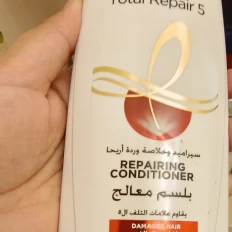 Total Repair 5
سيراميد وخلاصة وردة أريحا
REPAIRING
CONDITIONER
بلسم معالج
يقاوم علامات التلف الـ5
DAMAGED HAIR